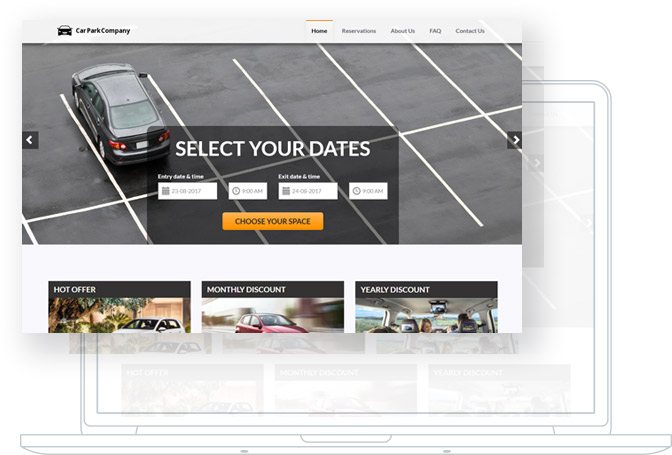 Car Park Company
Home Reservations About Us FAQ Contact Us
SELECT YOUR DATES
Entry date & time Exit date & time
23-08-2017 9:00 AM 24-08-2017 9:00 AM
CHOOSE YOUR SPACE
HOT OFFER MONTHLY DISCOUNT YEARLY DISCOUNT
HOT OFFER MONTHLY DISCOUNT YEARLY DISCOUNT